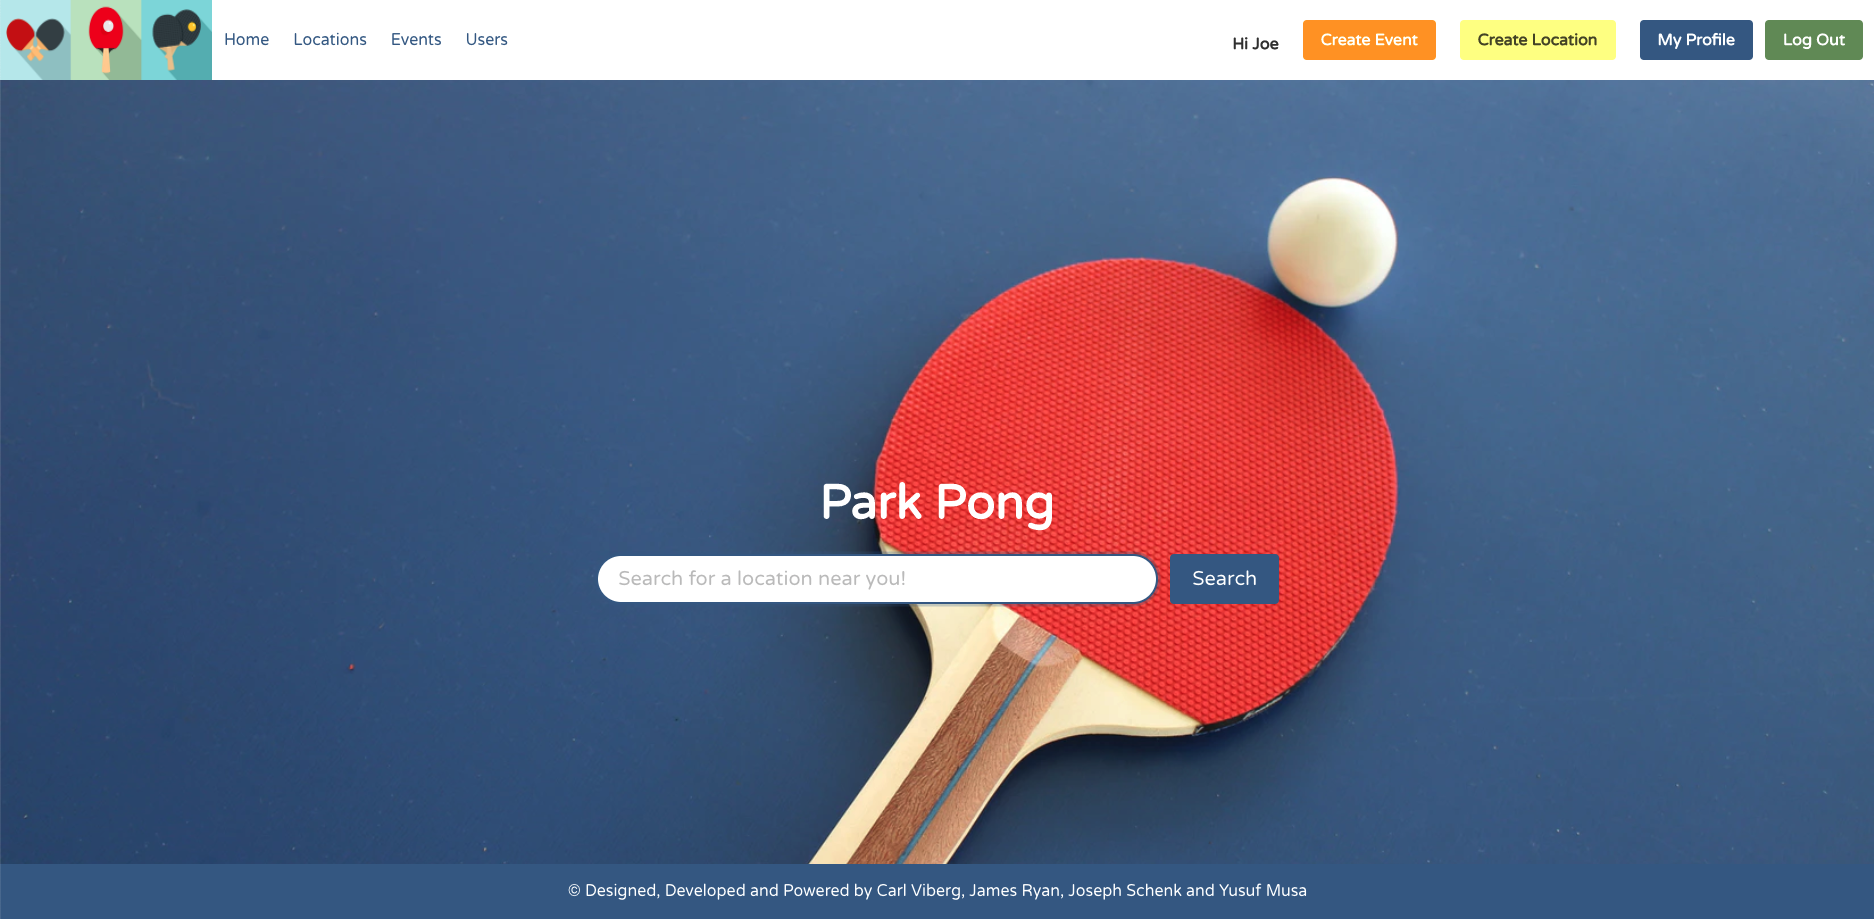 Home Locations Events Users Hi Joe Create Event Create Location My Profile Log Out
Park Pong
Search for a location near you! Search
© Designed, Developed and Powered by Carl Viberg, James Ryan, Joseph Schenk and Yusuf Musa